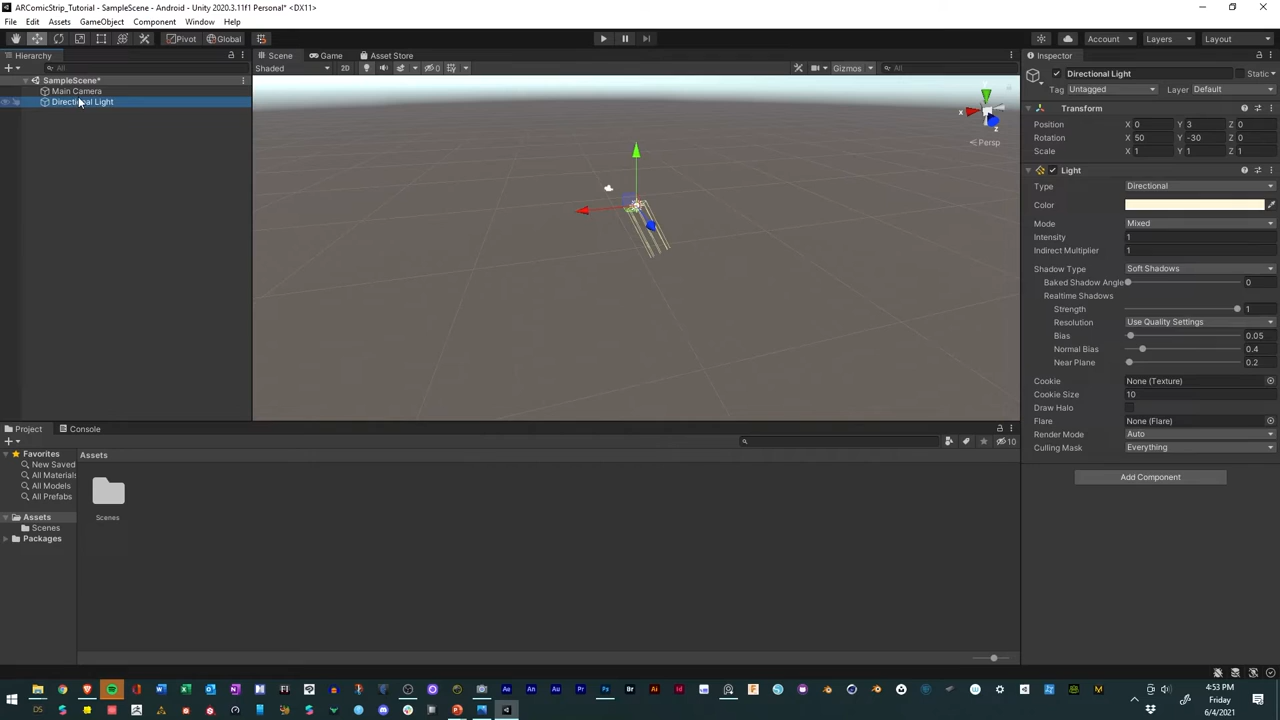 ARComicStrip_Tutorial - SampleScene - Android - Unity 2020.3.11f1 Personal* <DX11>
File Edit Assets GameObject Component Window Help
Pivot Global Account Layers Layout
Hierarchy
All
SampleScene*
Main Camera
Directional Light
Scene Game Asset Store
Shaded 2D 0 Gizmos All
x
z
Persp
Inspector
Directional Light Static
Tag Untagged Layer Default
Transform
Position X 0 Y 3 Z 0
Rotation X 50 Y -30 Z 0
Scale X 1 Y 1 Z 1
Light
Type Directional
Color
Mode Mixed
Intensity 1
Indirect Multiplier 1
Shadow Type Soft Shadows
Baked Shadow Angle 0
Realtime Shadows
Strength 1
Resolution Use Quality Settings
Bias 0.05
Normal Bias 0.4
Near Plane 0.2
Cookie None (Texture)
Cookie Size 10
Draw Halo
Flare None (Flare)
Render Mode Auto
Culling Mask Everything
Add Component
Project Console
10
Favorites
New Saved
All Materials
All Models
All Prefabs
Assets
Scenes
Packages
Assets
Scenes
4:53 PM
Friday
6/4/2021